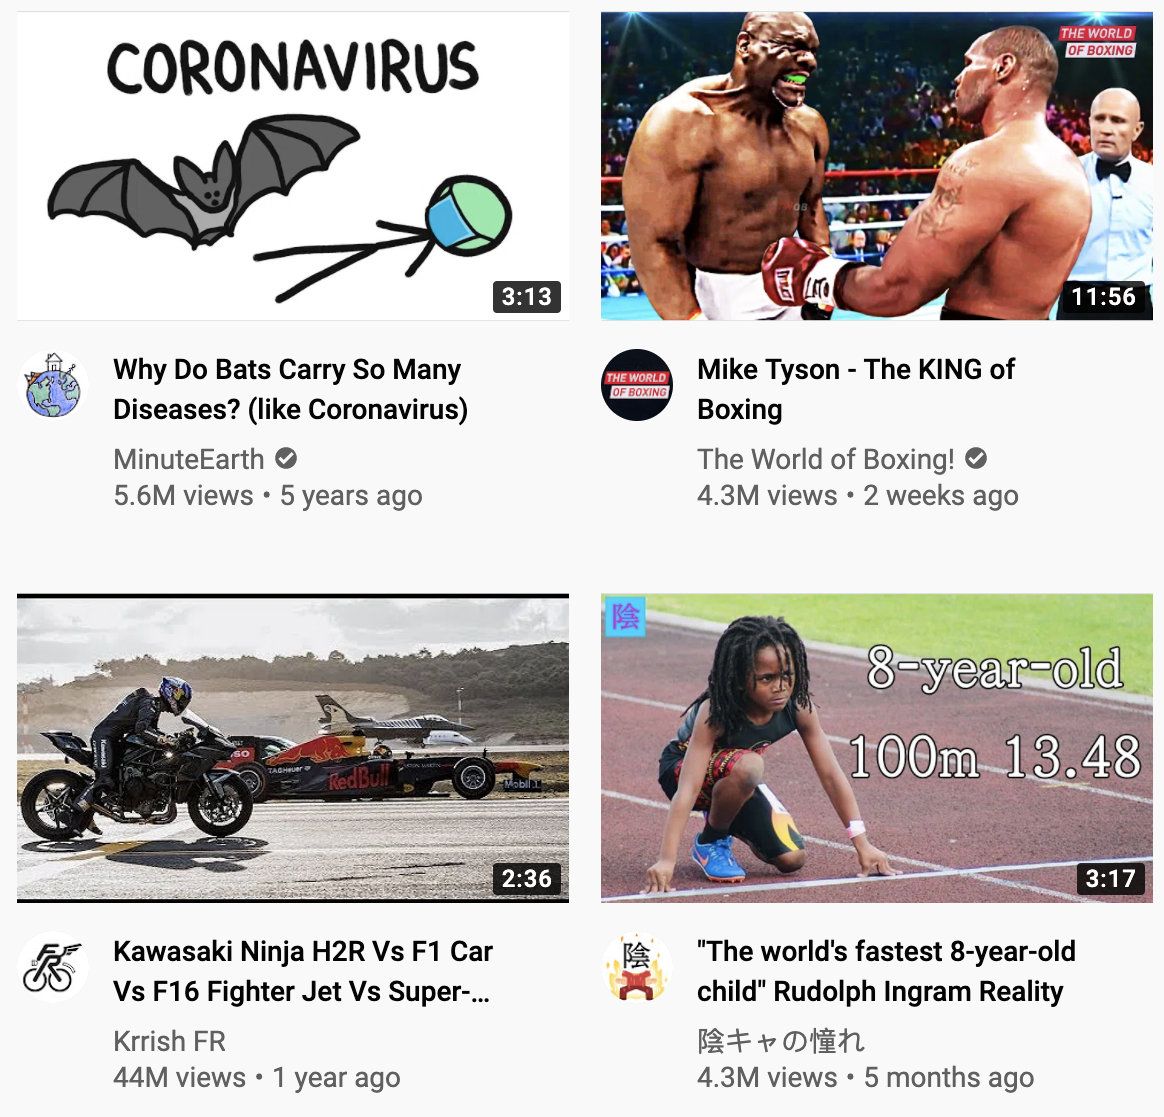 CORONAVIRUS
3:13
Why Do Bats Carry So Many
Diseases? (like Coronavirus)
MinuteEarth
5.6M views • 5 years ago
THE WORLD
OF BOXING
11:56
THE WORLD
OF BOXING
Mike Tyson - The KING of
Boxing
The World of Boxing!
4.3M views • 2 weeks ago
TAGHeuer
RedBull
ASTON MARTIN
Mobil 1
2:36
Kawasaki Ninja H2R Vs F1 Car
Vs F16 Fighter Jet Vs Super-...
Krrish FR
44M views • 1 year ago
陰
8-year-old
100m 13.48
3:17
陰
"The world's fastest 8-year-old
child" Rudolph Ingram Reality
陰キャの憧れ
4.3M views • 5 months ago